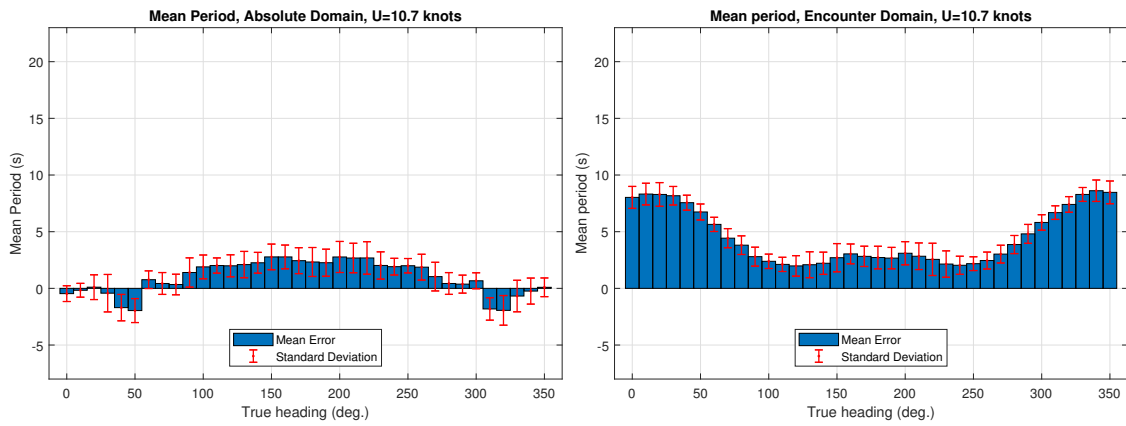 Mean Period, Absolute Domain, U=10.7 knots
20
15
10
5
0
-5
Mean Period (s)
0 50 100 150 200 250 300 350
True heading (deg.)
Mean Error
Standard Deviation
Mean period, Encounter Domain, U=10.7 knots
20
15
10
5
0
-5
Mean period (s)
0 50 100 150 200 250 300 350
True heading (deg.)
Mean Error
Standard Deviation